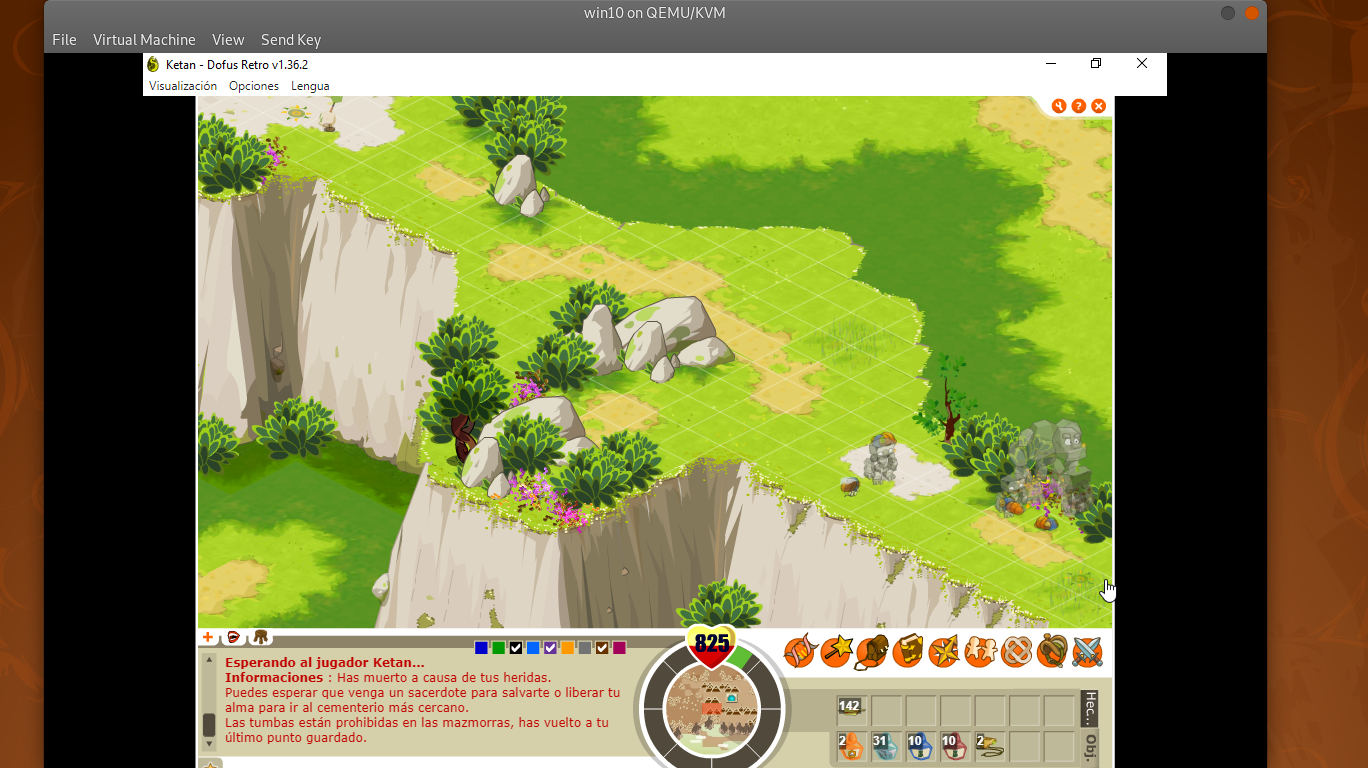 win10 on QEMU/KVM
File Virtual Machine View Send Key
Ketan - Dofus Retro v1.36.2
Visualización Opciones Lengua
?
825
Esperando al jugador Ketan...
Informaciones : Has muerto a causa de tus heridas.
Puedes esperar que venga un sacerdote para salvarte o liberar tu
alma para ir al cementerio más cercano.
Las tumbas están prohibidas en las mazmorras, has vuelto a tu
último punto guardado.
142
Hec...
2 31 10 10 2
Obj.